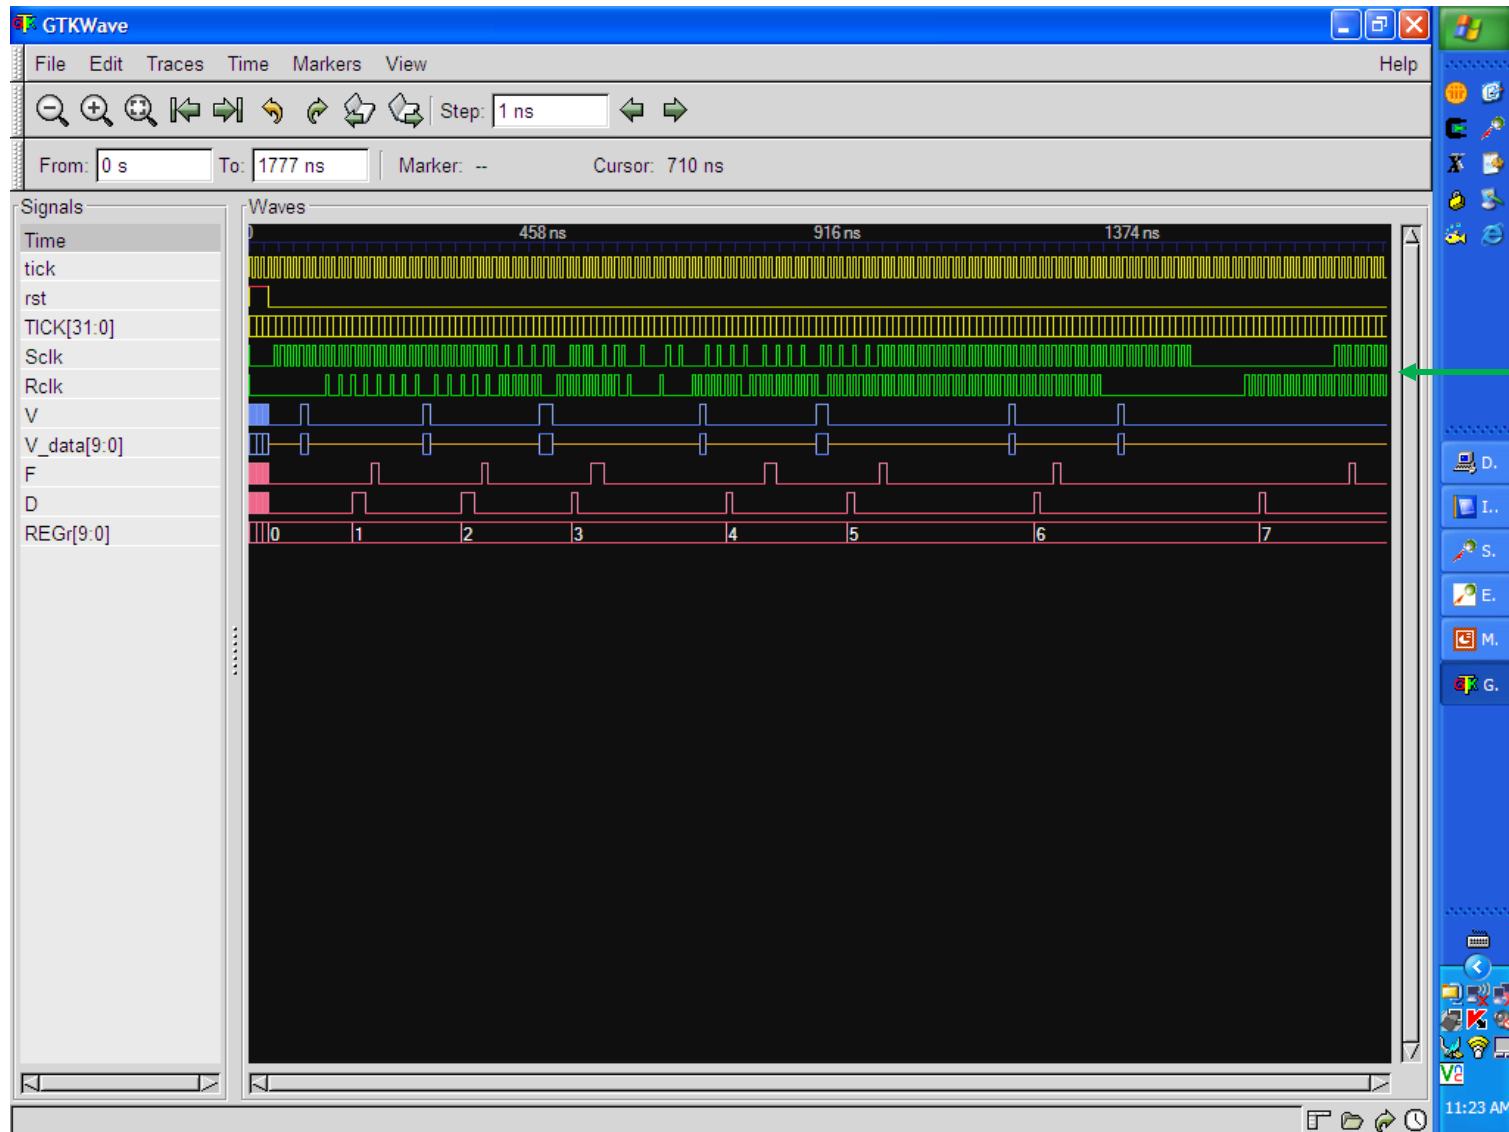 GTKWave
File Edit Traces Time Markers View Help
Step: 1 ns
From: 0 s To: 1777 ns Marker: -- Cursor: 710 ns
Signals Waves
Time 0 458 ns 916 ns 1374 ns
tick
rst
TICK[31:0]
Sclk
Rclk
V
V_data[9:0]
F
D
REGr[9:0] 0 1 2 3 4 5 6 7
D.
I..
S.
E.
M.
G.
11:23 AM